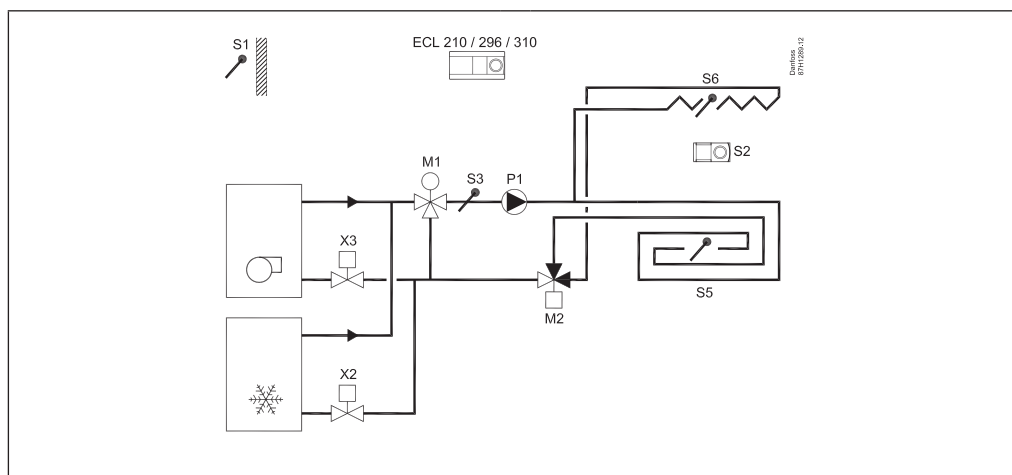 S1
ECL 210 / 296 / 310
Danfoss
87H1289.12
S6
S2
M1
S3
P1
X3
S5
M2
X2